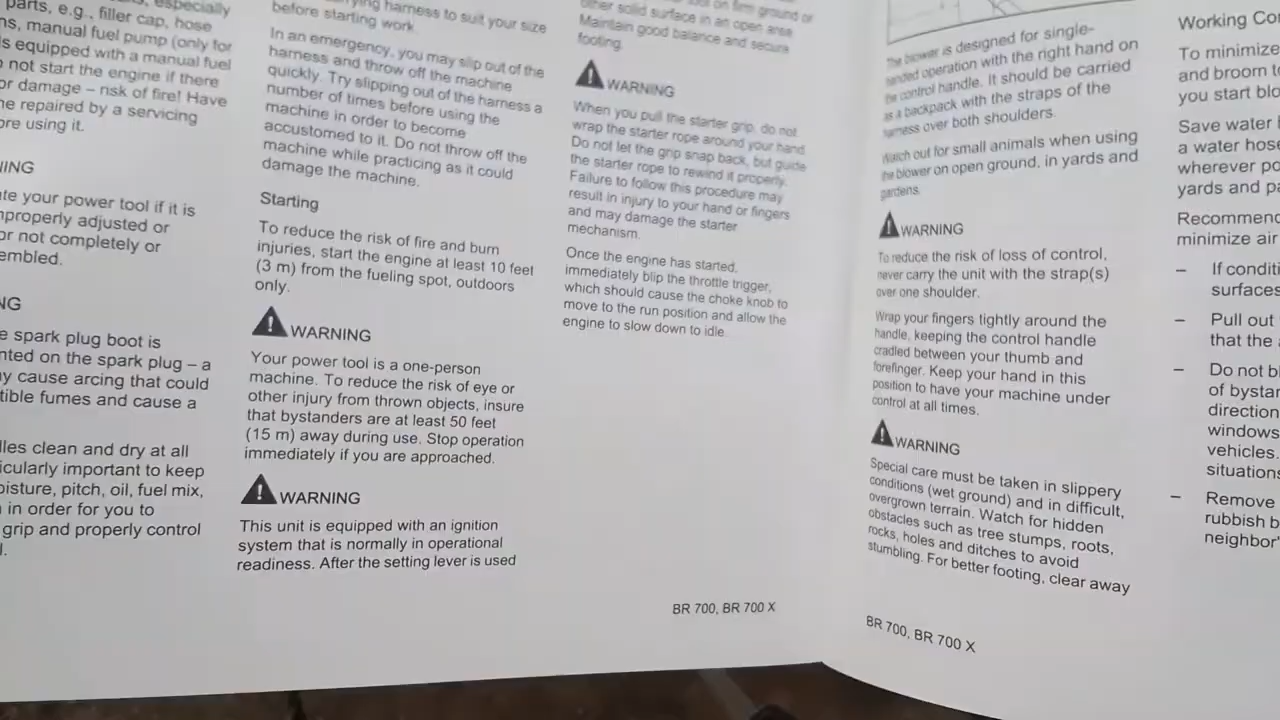 parts, e.g., filler cap, hose
manual fuel pump (only for
equipped with a manual fuel
not start the engine if there
or damage – risk of fire! Have
repaired by a servicing
using it.
your power tool if it is
adjusted or
or not completely or
spark plug boot is
on the spark plug – a
cause arcing that could
fumes and cause a
clean and dry at all
important to keep
pitch, oil, fuel mix,
in order for you to
grip and properly control
harness to suit your size
before starting work.
In an emergency, you may slip out of the
harness and throw off the machine
quickly. Try slipping out of the harness a
number of times before using the
machine in order to become
accustomed to it. Do not throw off the
machine while practicing as it could
damage the machine.
Starting
To reduce the risk of fire and burn
injuries, start the engine at least 10 feet
(3 m) from the fueling spot, outdoors
only.
WARNING
Your power tool is a one-person
machine. To reduce the risk of eye or
other injury from thrown objects, insure
that bystanders are at least 50 feet
(15 m) away during use. Stop operation
immediately if you are approached.
WARNING
This unit is equipped with an ignition
system that is normally in operational
readiness. After the setting lever is used
on firm ground or
other solid surface in an open area
Maintain good balance and secure
footing.
WARNING
When you pull the starter grip, do not
wrap the starter rope around your hand.
Do not let the grip snap back, but guide
the starter rope to rewind it properly.
Failure to follow this procedure may
result in injury to your hand or fingers
and may damage the starter
mechanism.
Once the engine has started,
immediately blip the throttle trigger,
which should cause the choke knob to
move to the run position and allow the
engine to slow down to idle.
BR 700, BR 700 X
The blower is designed for single-
handed operation with the right hand on
the control handle. It should be carried
as a backpack with the straps of the
harness over both shoulders.
Watch out for small animals when using
the blower on open ground, in yards and
gardens.
WARNING
To reduce the risk of loss of control,
never carry the unit with the strap(s)
over one shoulder.
Wrap your fingers tightly around the
handle, keeping the control handle
cradled between your thumb and
forefinger. Keep your hand in this
position to have your machine under
control at all times.
WARNING
Special care must be taken in slippery
conditions (wet ground) and in difficult,
overgrown terrain. Watch for hidden
obstacles such as tree stumps, roots,
rocks, holes and ditches to avoid
stumbling. For better footing, clear away
BR 700, BR 700 X
Working
To minimize
and broom
you start
Save water
a water
wherever
yards and
minimize air
– If
surfaces
– Pull out
that the
– Do not
of
direction
windows
vehicles.
– Remove
rubbish